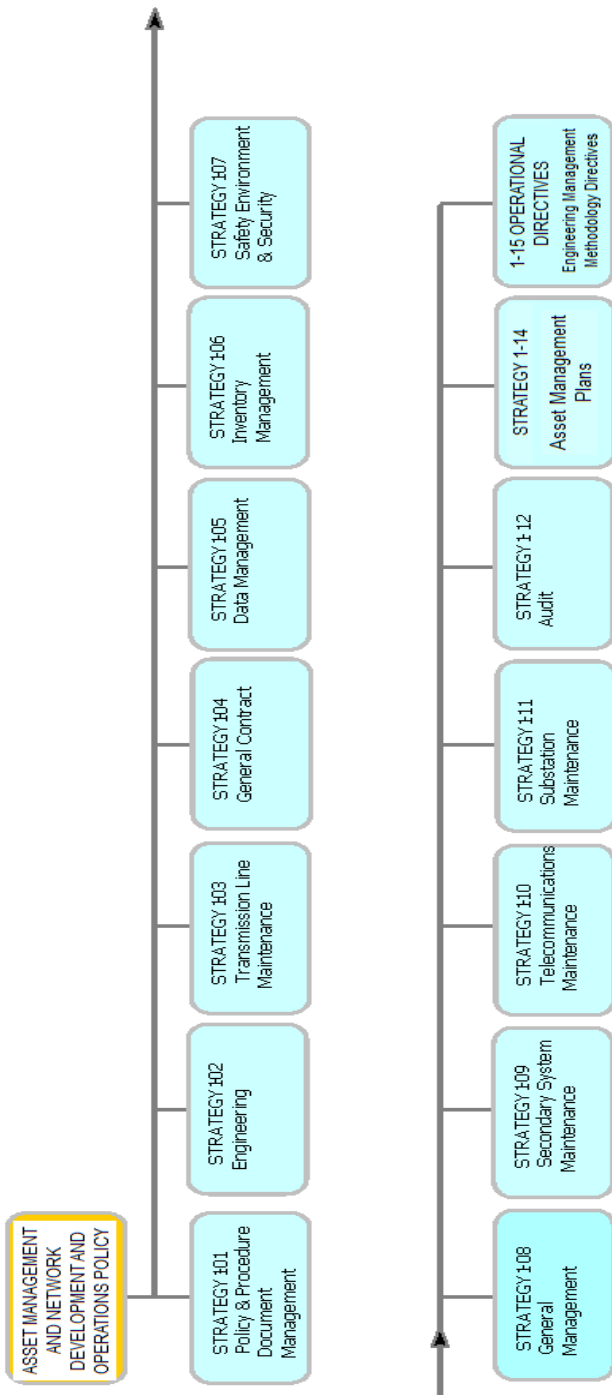 ASSET MANAGEMENT
AND NETWORK
DEVELOPMENT AND
OPERATIONS POLICY
STRATEGY 1-01
Policy & Procedure
Document
Management
STRATEGY 1-02
Engineering
STRATEGY 1-03
Transmission Line
Maintenance
STRATEGY 1-04
General Contract
STRATEGY 1-05
Data Management
STRATEGY 1-06
Inventory
Management
STRATEGY 1-07
Safety Environment
& Security
STRATEGY 1-08
General
Management
STRATEGY 1-09
Secondary System
Maintenance
STRATEGY 1-10
Telecommunications
Maintenance
STRATEGY 1-11
Substation
Maintenance
STRATEGY 1-12
Audit
STRATEGY 1-14
Asset Management
Plans
1-15 OPERATIONAL
DIRECTIVES
Engineering Management
Methodology Directives